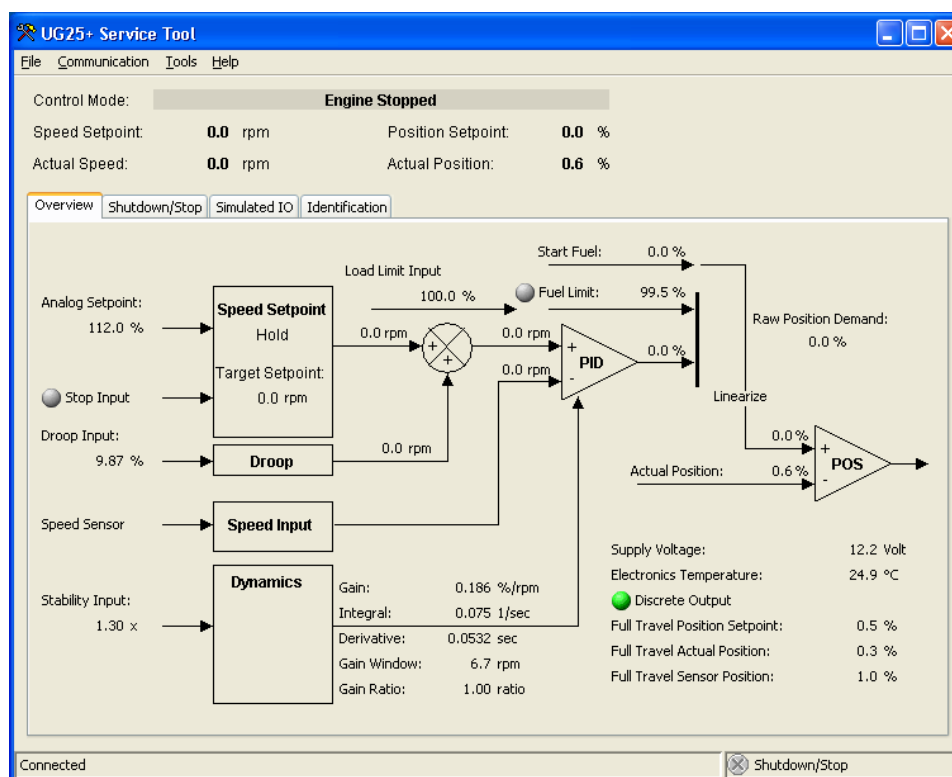 UG25+ Service Tool
File Communication Tools Help
Control Mode: Engine Stopped
Speed Setpoint: 0.0 rpm Position Setpoint: 0.0 %
Actual Speed: 0.0 rpm Actual Position: 0.6 %
Overview Shutdown/Stop Simulated IO Identification
Start Fuel: 0.0 %
Load Limit Input
100.0 % Fuel Limit: 99.5 %
Analog Setpoint:
112.0 %
Speed Setpoint
Hold
Target Setpoint:
0.0 rpm
0.0 rpm
+ +
0.0 rpm
0.0 rpm
+ PID -
0.0 %
Raw Position Demand:
0.0 %
Linearize
Stop Input
Droop Input:
9.87 %
Droop
0.0 rpm
0.0 %
Actual Position: 0.6 %
+ POS -
Speed Sensor
Speed Input
Stability Input:
1.30 x
Dynamics
Gain: 0.186 %/rpm
Integral: 0.075 1/sec
Derivative: 0.0532 sec
Gain Window: 6.7 rpm
Gain Ratio: 1.00 ratio
Supply Voltage: 12.2 Volt
Electronics Temperature: 24.9 °C
Discrete Output
Full Travel Position Setpoint: 0.5 %
Full Travel Actual Position: 0.3 %
Full Travel Sensor Position: 1.0 %
Connected Shutdown/Stop